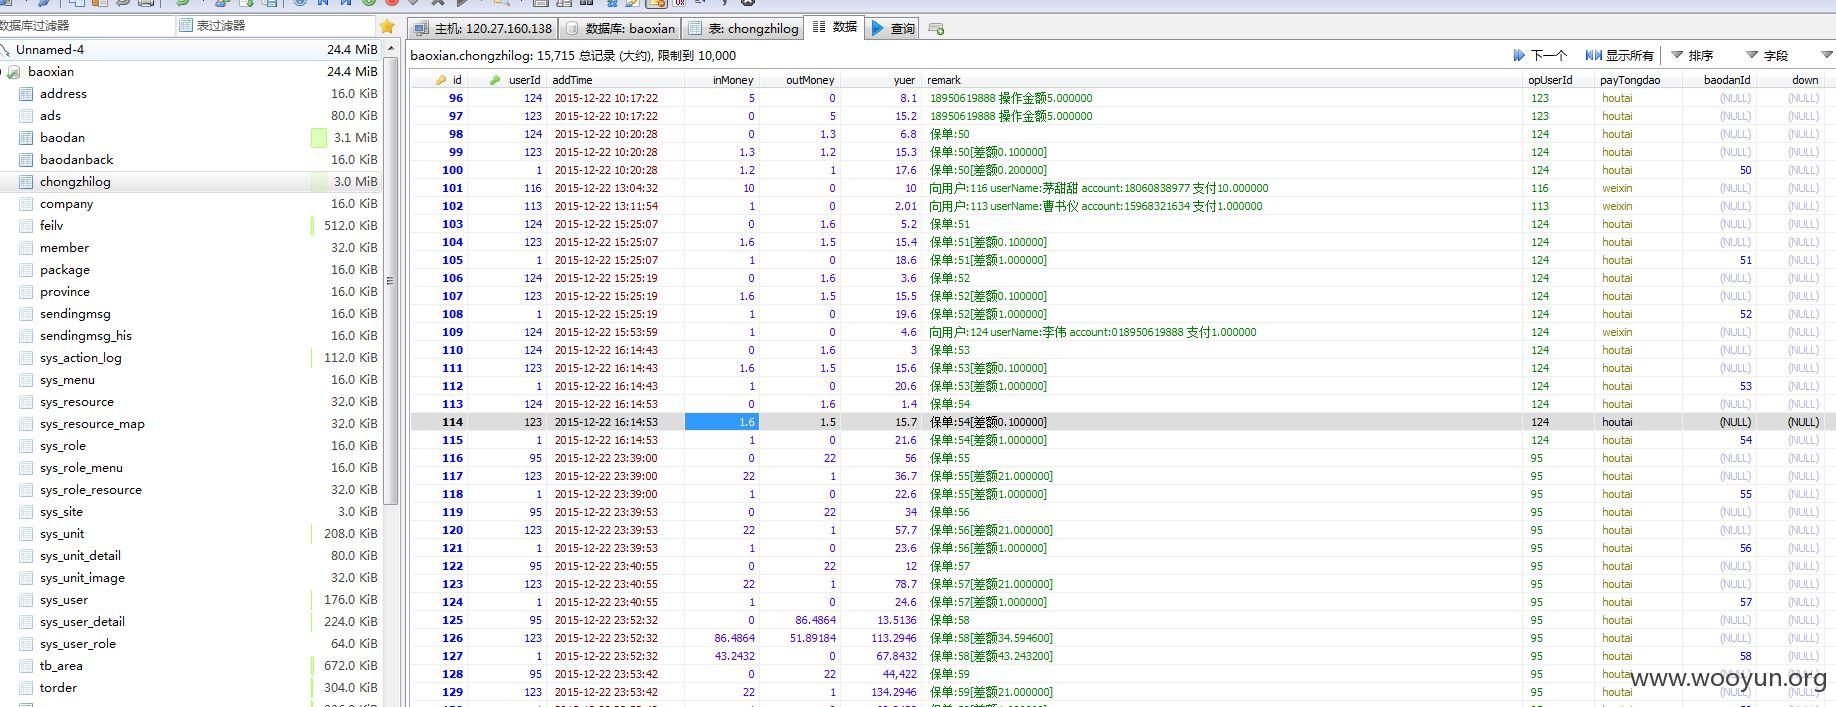 数据库过滤器 表过滤器 主机: 120.27.160.138 数据库: baoxian 表: chongzhilog 数据 查询
Unnamed-4 24.4 MiB
baoxian 24.4 MiB
address 16.0 KiB
ads 80.0 KiB
baodan 3.1 MiB
baodanback 16.0 KiB
chongzhilog 3.0 MiB
company 16.0 KiB
feilv 512.0 KiB
member 32.0 KiB
package 16.0 KiB
province 16.0 KiB
sendingmsg 16.0 KiB
sendingmsg_his 16.0 KiB
sys_action_log 112.0 KiB
sys_menu 16.0 KiB
sys_resource 32.0 KiB
sys_resource_map 32.0 KiB
sys_role 16.0 KiB
sys_role_menu 16.0 KiB
sys_role_resource 32.0 KiB
sys_site 3.0 KiB
sys_unit 208.0 KiB
sys_unit_detail 80.0 KiB
sys_unit_image 32.0 KiB
sys_user 176.0 KiB
sys_user_detail 224.0 KiB
sys_user_role 64.0 KiB
tb_area 672.0 KiB
torder 304.0 KiB
baoxian.chongzhilog: 15,715 总记录 (大约), 限制到 10,000 下一个 显示所有 排序 字段
id userId addTime inMoney outMoney yuer remark opUserId payTongdao baodanId down
96 124 2015-12-22 10:17:22 5 0 8.1 18950619888 操作金额5.000000 123 houtai (NULL) (NULL)
97 123 2015-12-22 10:17:22 0 5 15.2 18950619888 操作金额5.000000 123 houtai (NULL) (NULL)
98 124 2015-12-22 10:20:28 0 1.3 6.8 保单:50 124 houtai (NULL) (NULL)
99 123 2015-12-22 10:20:28 1.3 1.2 15.3 保单:50[差额0.100000] 124 houtai (NULL) (NULL)
100 1 2015-12-22 10:20:28 1.2 1 17.6 保单:50[差额0.200000] 124 houtai 50 (NULL)
101 116 2015-12-22 13:04:32 10 0 10 向用户:116 userName:茅甜甜 account:18060838977 支付10.000000 116 weixin (NULL) (NULL)
102 113 2015-12-22 13:11:54 1 0 2.01 向用户:113 userName:曹书仪 account:15968321634 支付1.000000 113 weixin (NULL) (NULL)
103 124 2015-12-22 15:25:07 0 1.6 5.2 保单:51 124 houtai (NULL) (NULL)
104 123 2015-12-22 15:25:07 1.6 1.5 15.4 保单:51[差额0.100000] 124 houtai (NULL) (NULL)
105 1 2015-12-22 15:25:07 1 0 18.6 保单:51[差额1.000000] 124 houtai 51 (NULL)
106 124 2015-12-22 15:25:19 0 1.6 3.6 保单:52 124 houtai (NULL) (NULL)
107 123 2015-12-22 15:25:19 1.6 1.5 15.5 保单:52[差额0.100000] 124 houtai (NULL) (NULL)
108 1 2015-12-22 15:25:19 1 0 19.6 保单:52[差额1.000000] 124 houtai 52 (NULL)
109 124 2015-12-22 15:53:59 1 0 4.6 向用户:124 userName:李伟 account:018950619888 支付1.000000 124 weixin (NULL) (NULL)
110 124 2015-12-22 16:14:43 0 1.6 3 保单:53 124 houtai (NULL) (NULL)
111 123 2015-12-22 16:14:43 1.6 1.5 15.6 保单:53[差额0.100000] 124 houtai (NULL) (NULL)
112 1 2015-12-22 16:14:43 1 0 20.6 保单:53[差额1.000000] 124 houtai 53 (NULL)
113 124 2015-12-22 16:14:53 0 1.6 1.4 保单:54 124 houtai (NULL) (NULL)
114 123 2015-12-22 16:14:53 1.6 1.5 15.7 保单:54[差额0.100000] 124 houtai (NULL) (NULL)
115 1 2015-12-22 16:14:53 1 0 21.6 保单:54[差额1.000000] 124 houtai 54 (NULL)
116 95 2015-12-22 23:39:00 0 22 56 保单:55 95 houtai (NULL) (NULL)
117 123 2015-12-22 23:39:00 22 1 36.7 保单:55[差额21.000000] 95 houtai (NULL) (NULL)
118 1 2015-12-22 23:39:00 1 0 22.6 保单:55[差额1.000000] 95 houtai 55 (NULL)
119 95 2015-12-22 23:39:53 0 22 34 保单:56 95 houtai (NULL) (NULL)
120 123 2015-12-22 23:39:53 22 1 57.7 保单:56[差额21.000000] 95 houtai (NULL) (NULL)
121 1 2015-12-22 23:39:53 1 0 23.6 保单:56[差额1.000000] 95 houtai 56 (NULL)
122 95 2015-12-22 23:40:55 0 22 12 保单:57 95 houtai (NULL) (NULL)
123 123 2015-12-22 23:40:55 22 1 78.7 保单:57[差额21.000000] 95 houtai (NULL) (NULL)
124 1 2015-12-22 23:40:55 1 0 24.6 保单:57[差额1.000000] 95 houtai 57 (NULL)
125 95 2015-12-22 23:52:32 0 86.4864 13.5136 保单:58 95 houtai (NULL) (NULL)
126 123 2015-12-22 23:52:32 86.4864 51.89184 113.2946 保单:58[差额34.594600] 95 houtai (NULL) (NULL)
127 1 2015-12-22 23:52:32 43.2432 0 67.8432 保单:58[差额43.243200] 95 houtai 58 (NULL)
128 95 2015-12-22 23:53:42 0 22 44,422 保单:59 95 houtai
129 123 2015-12-22 23:53:42 22 1 134.2946 保单:59[差额21.000000] 95 houtai (NULL) (NULL)
www.wooyun.org